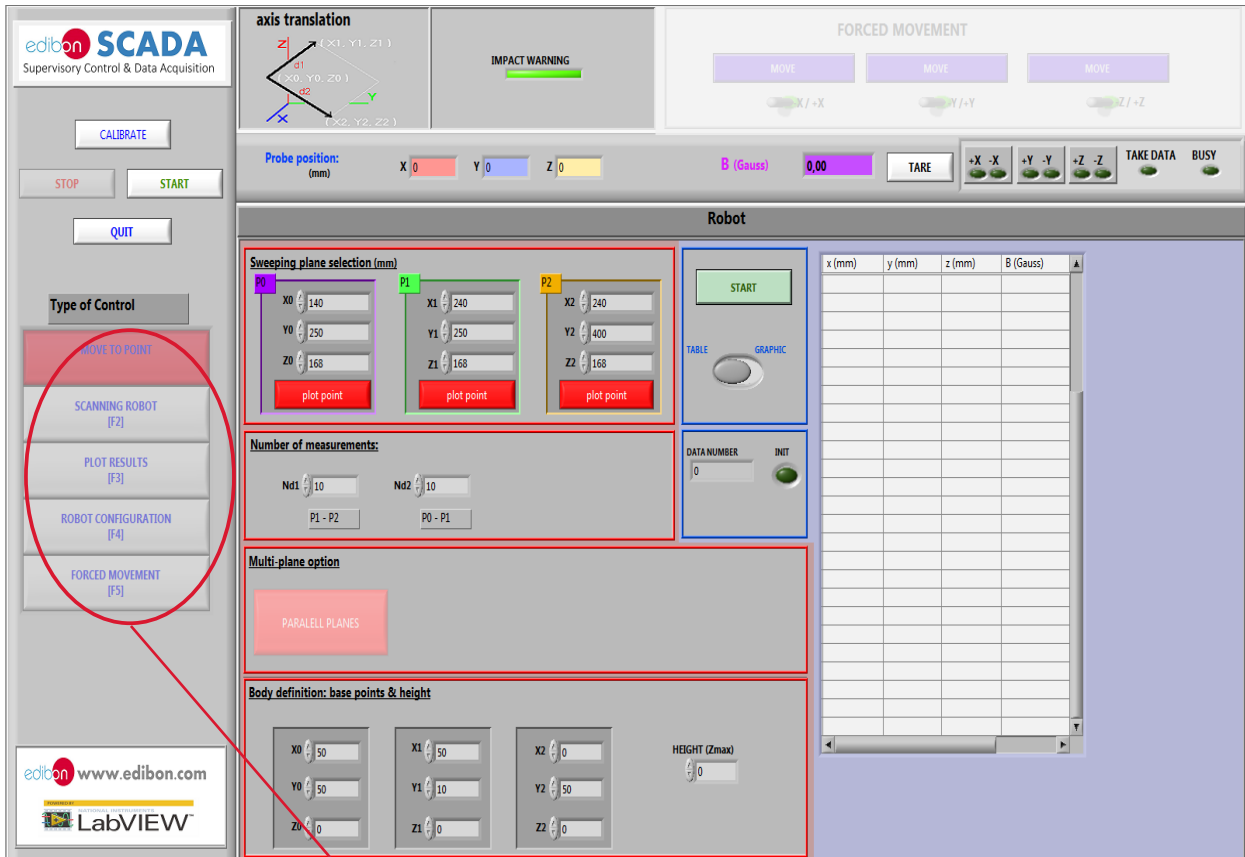 edibon SCADA
Supervisory Control & Data Acquisition
CALIBRATE
STOP
START
QUIT
Type of Control
MOVE TO POINT
SCANNING ROBOT
[F2]
PLOT RESULTS
[F3]
ROBOT CONFIGURATION
[F4]
FORCED MOVEMENT
[F5]
edibon www.edibon.com
POWERED BY
NATIONAL INSTRUMENTS
LabVIEW™
axis translation
Z
(X1, Y1, Z1)
d1
(X0, Y0, Z0)
d2
Y
X
(X2, Y2, Z2)
IMPACT WARNING
FORCED MOVEMENT
MOVE MOVE MOVE
X / +X Y / +Y Z / +Z
Probe position:
(mm)
X 0 Y 0 Z 0
B (Gauss) 0,00
TARE
+X -X +Y -Y +Z -Z
TAKE DATA
BUSY
Robot
Sweeping plane selection (mm)
P0
X0 140
Y0 250
Z0 168
plot point
P1
X1 240
Y1 250
Z1 168
plot point
P2
X2 240
Y2 400
Z2 168
plot point
START
TABLE GRAPHIC
Number of measurements:
Nd1 10 Nd2 10
P1 - P2 P0 - P1
DATA NUMBER INIT
0
Multi-plane option
PARALELL PLANES
Body definition: base points & height
X0 50
Y0 50
Z0 0
X1 50
Y1 10
Z1 0
X2 0
Y2 50
Z2 0
HEIGHT (Zmax)
0
x (mm) y (mm) z (mm) B (Gauss)